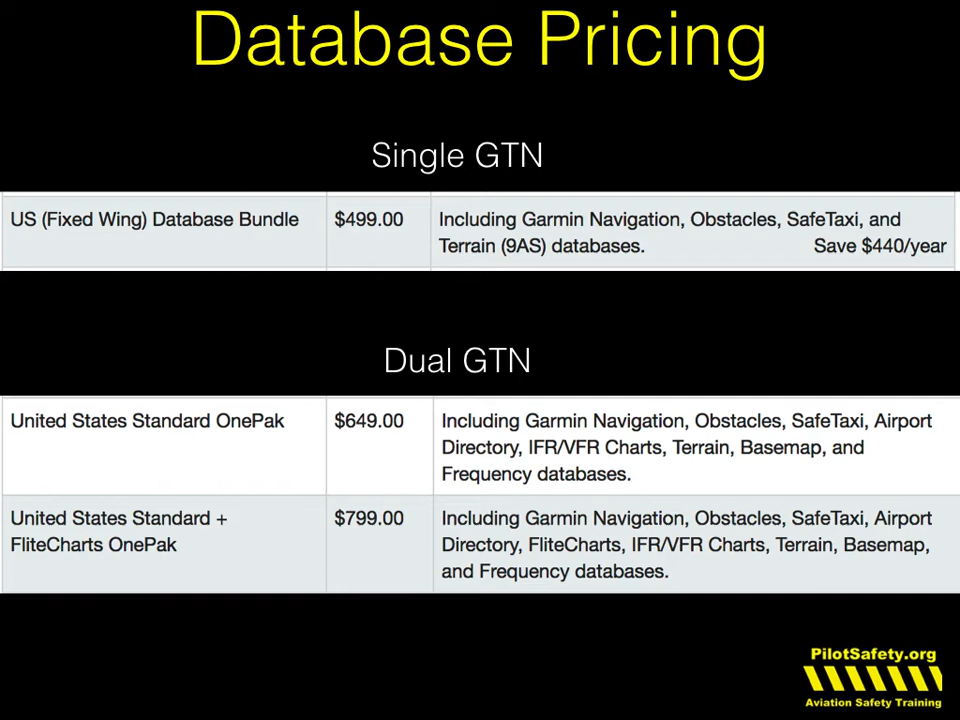 Database Pricing
Single GTN
US (Fixed Wing) Database Bundle $499.00 Including Garmin Navigation, Obstacles, SafeTaxi, and
Terrain (9AS) databases. Save $440/year
Dual GTN
United States Standard OnePak $649.00 Including Garmin Navigation, Obstacles, SafeTaxi, Airport
Directory, IFR/VFR Charts, Terrain, Basemap, and
Frequency databases.
United States Standard + $799.00 Including Garmin Navigation, Obstacles, SafeTaxi, Airport
FliteCharts OnePak Directory, FliteCharts, IFR/VFR Charts, Terrain, Basemap,
and Frequency databases.
PilotSafety.org
Aviation Safety Training